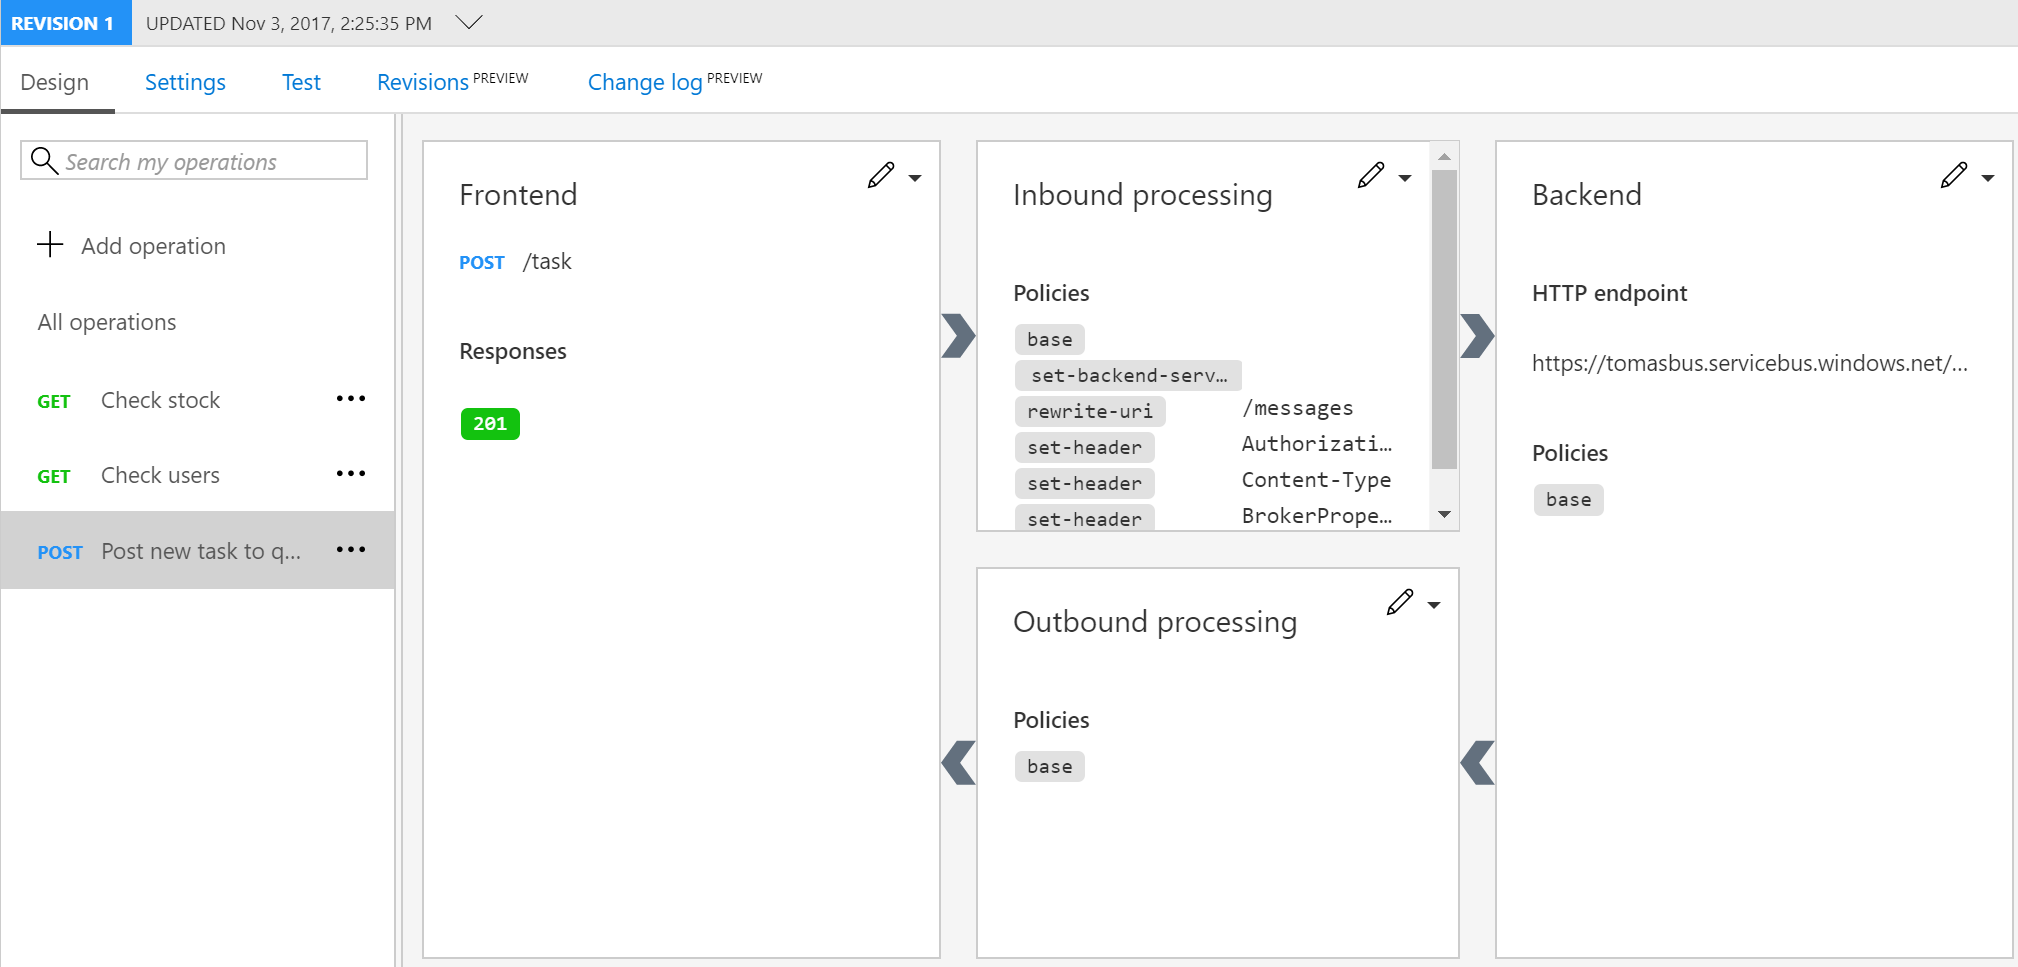 REVISION 1 UPDATED Nov 3, 2017, 2:25:35 PM
Design Settings Test Revisions PREVIEW Change log PREVIEW
Search my operations
Add operation
All operations
GET Check stock
GET Check users
POST Post new task to q...
Frontend
POST /task
Responses
201
Inbound processing
Policies
base
set-backend-serv…
rewrite-uri /messages
set-header Authorizati…
set-header Content-Type
set-header BrokerPrope…
Outbound processing
Policies
base
Backend
HTTP endpoint
https://tomasbus.servicebus.windows.net/...
Policies
base